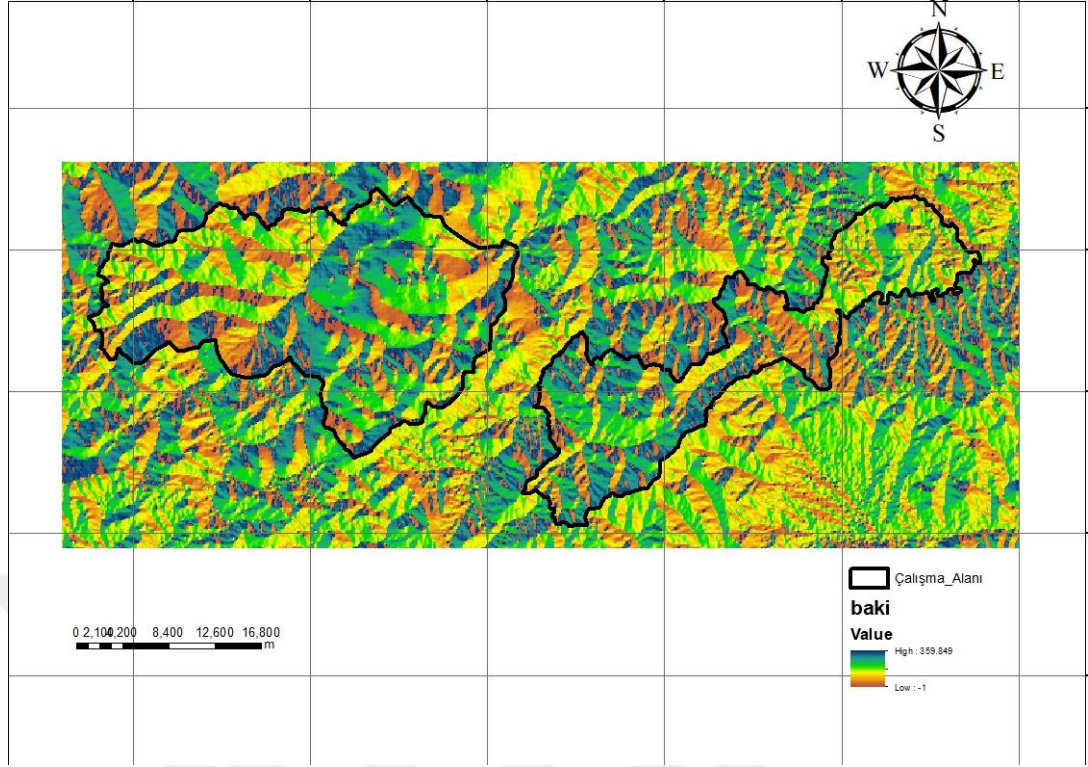 N
W E
S
Çalışma_Alanı
baki
Value
High : 359.849
Low : -1
0 2,100 4,200 8,400 12,600 16,800
m